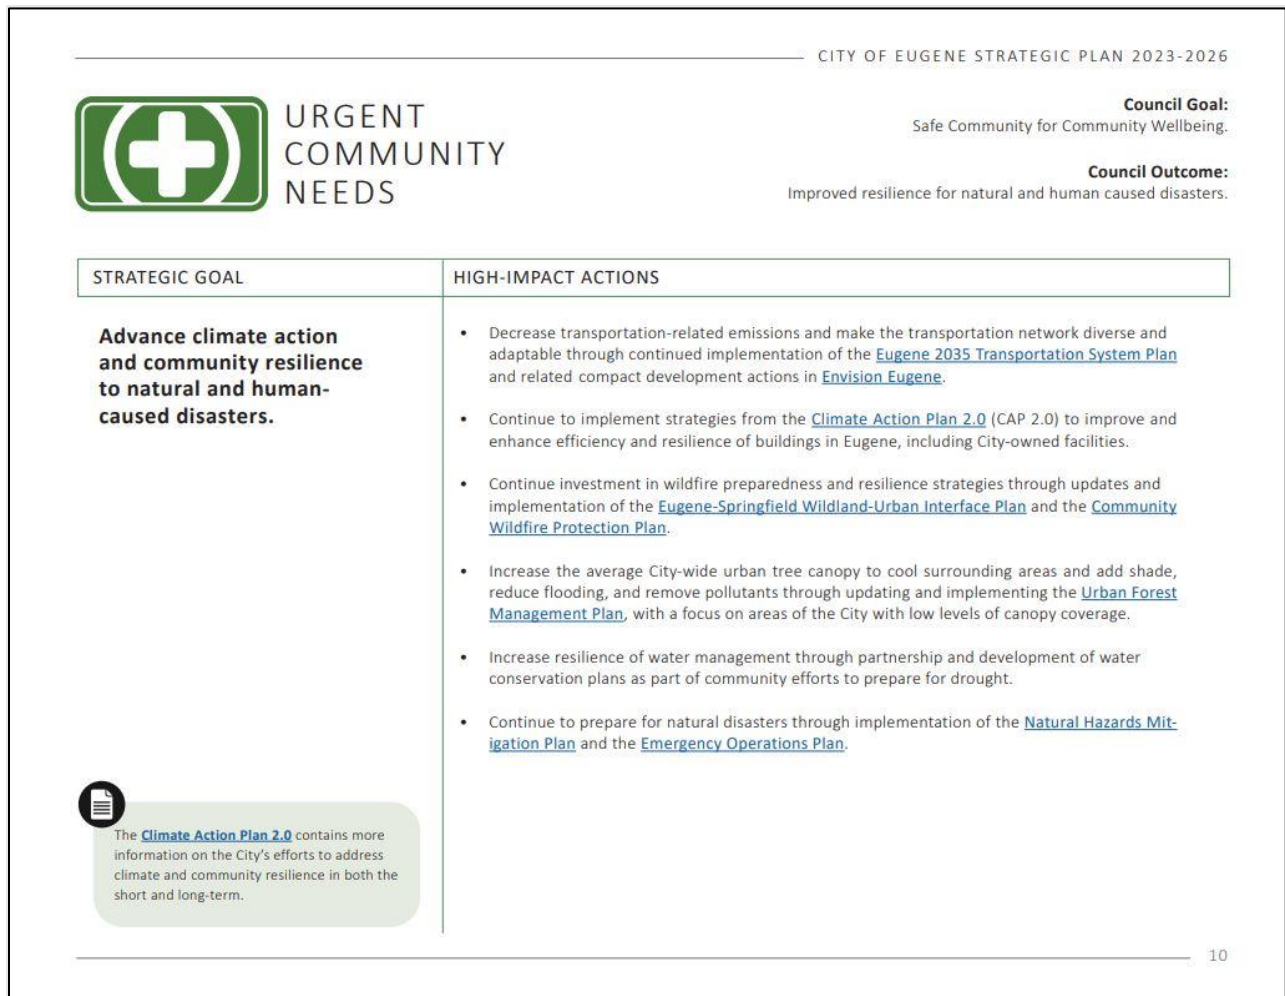 CITY OF EUGENE STRATEGIC PLAN 2023-2026
URGENT
COMMUNITY
NEEDS
Council Goal:
Safe Community for Community Wellbeing.
Council Outcome:
Improved resilience for natural and human caused disasters.
STRATEGIC GOAL
HIGH-IMPACT ACTIONS
Advance climate action
and community resilience
to natural and human-
caused disasters.
• Decrease transportation-related emissions and make the transportation network diverse and
adaptable through continued implementation of the Eugene 2035 Transportation System Plan
and related compact development actions in Envision Eugene.
• Continue to implement strategies from the Climate Action Plan 2.0 (CAP 2.0) to improve and
enhance efficiency and resilience of buildings in Eugene, including City-owned facilities.
• Continue investment in wildfire preparedness and resilience strategies through updates and
implementation of the Eugene-Springfield Wildland-Urban Interface Plan and the Community
Wildfire Protection Plan.
• Increase the average City-wide urban tree canopy to cool surrounding areas and add shade,
reduce flooding, and remove pollutants through updating and implementing the Urban Forest
Management Plan, with a focus on areas of the City with low levels of canopy coverage.
• Increase resilience of water management through partnership and development of water
conservation plans as part of community efforts to prepare for drought.
• Continue to prepare for natural disasters through implementation of the Natural Hazards Mit-
igation Plan and the Emergency Operations Plan.
The Climate Action Plan 2.0 contains more
information on the City's efforts to address
climate and community resilience in both the
short and long-term.
10